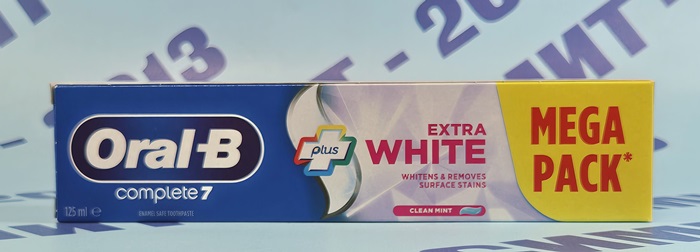 Oral-B
complete 7
125 ml e
ENAMEL SAFE TOOTHPASTE
plus
EXTRA
WHITE
WHITENS & REMOVES
SURFACE STAINS
CLEAN MINT
MEGA
PACK*
2013